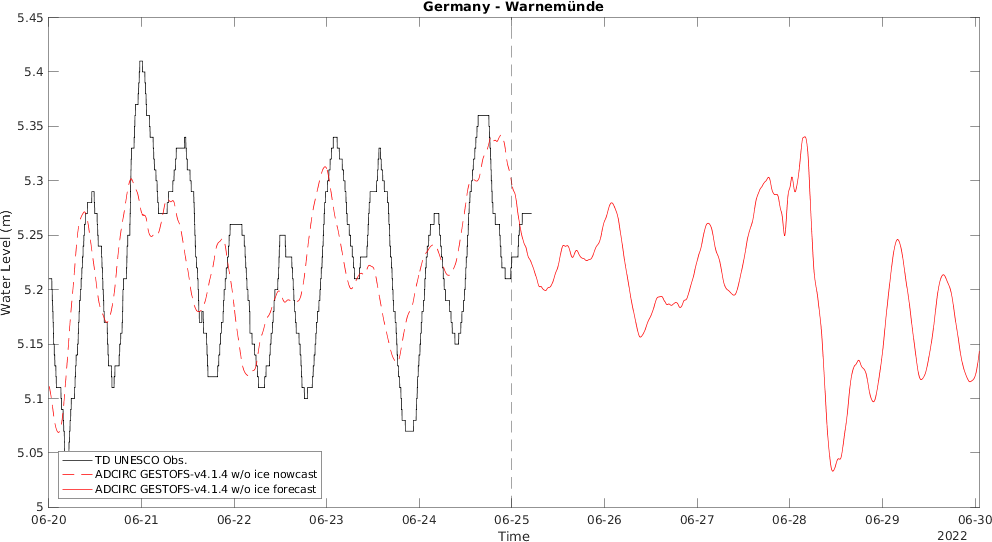 Germany - Warnemünde
5.45
5.4
5.35
5.3
5.25
5.2
5.15
5.1
5.05
5
Water Level (m)
TD UNESCO Obs.
ADCIRC GESTOFS-v4.1.4 w/o ice nowcast
ADCIRC GESTOFS-v4.1.4 w/o ice forecast
06-20 06-21 06-22 06-23 06-24 06-25 06-26 06-27 06-28 06-29 06-30
Time
2022